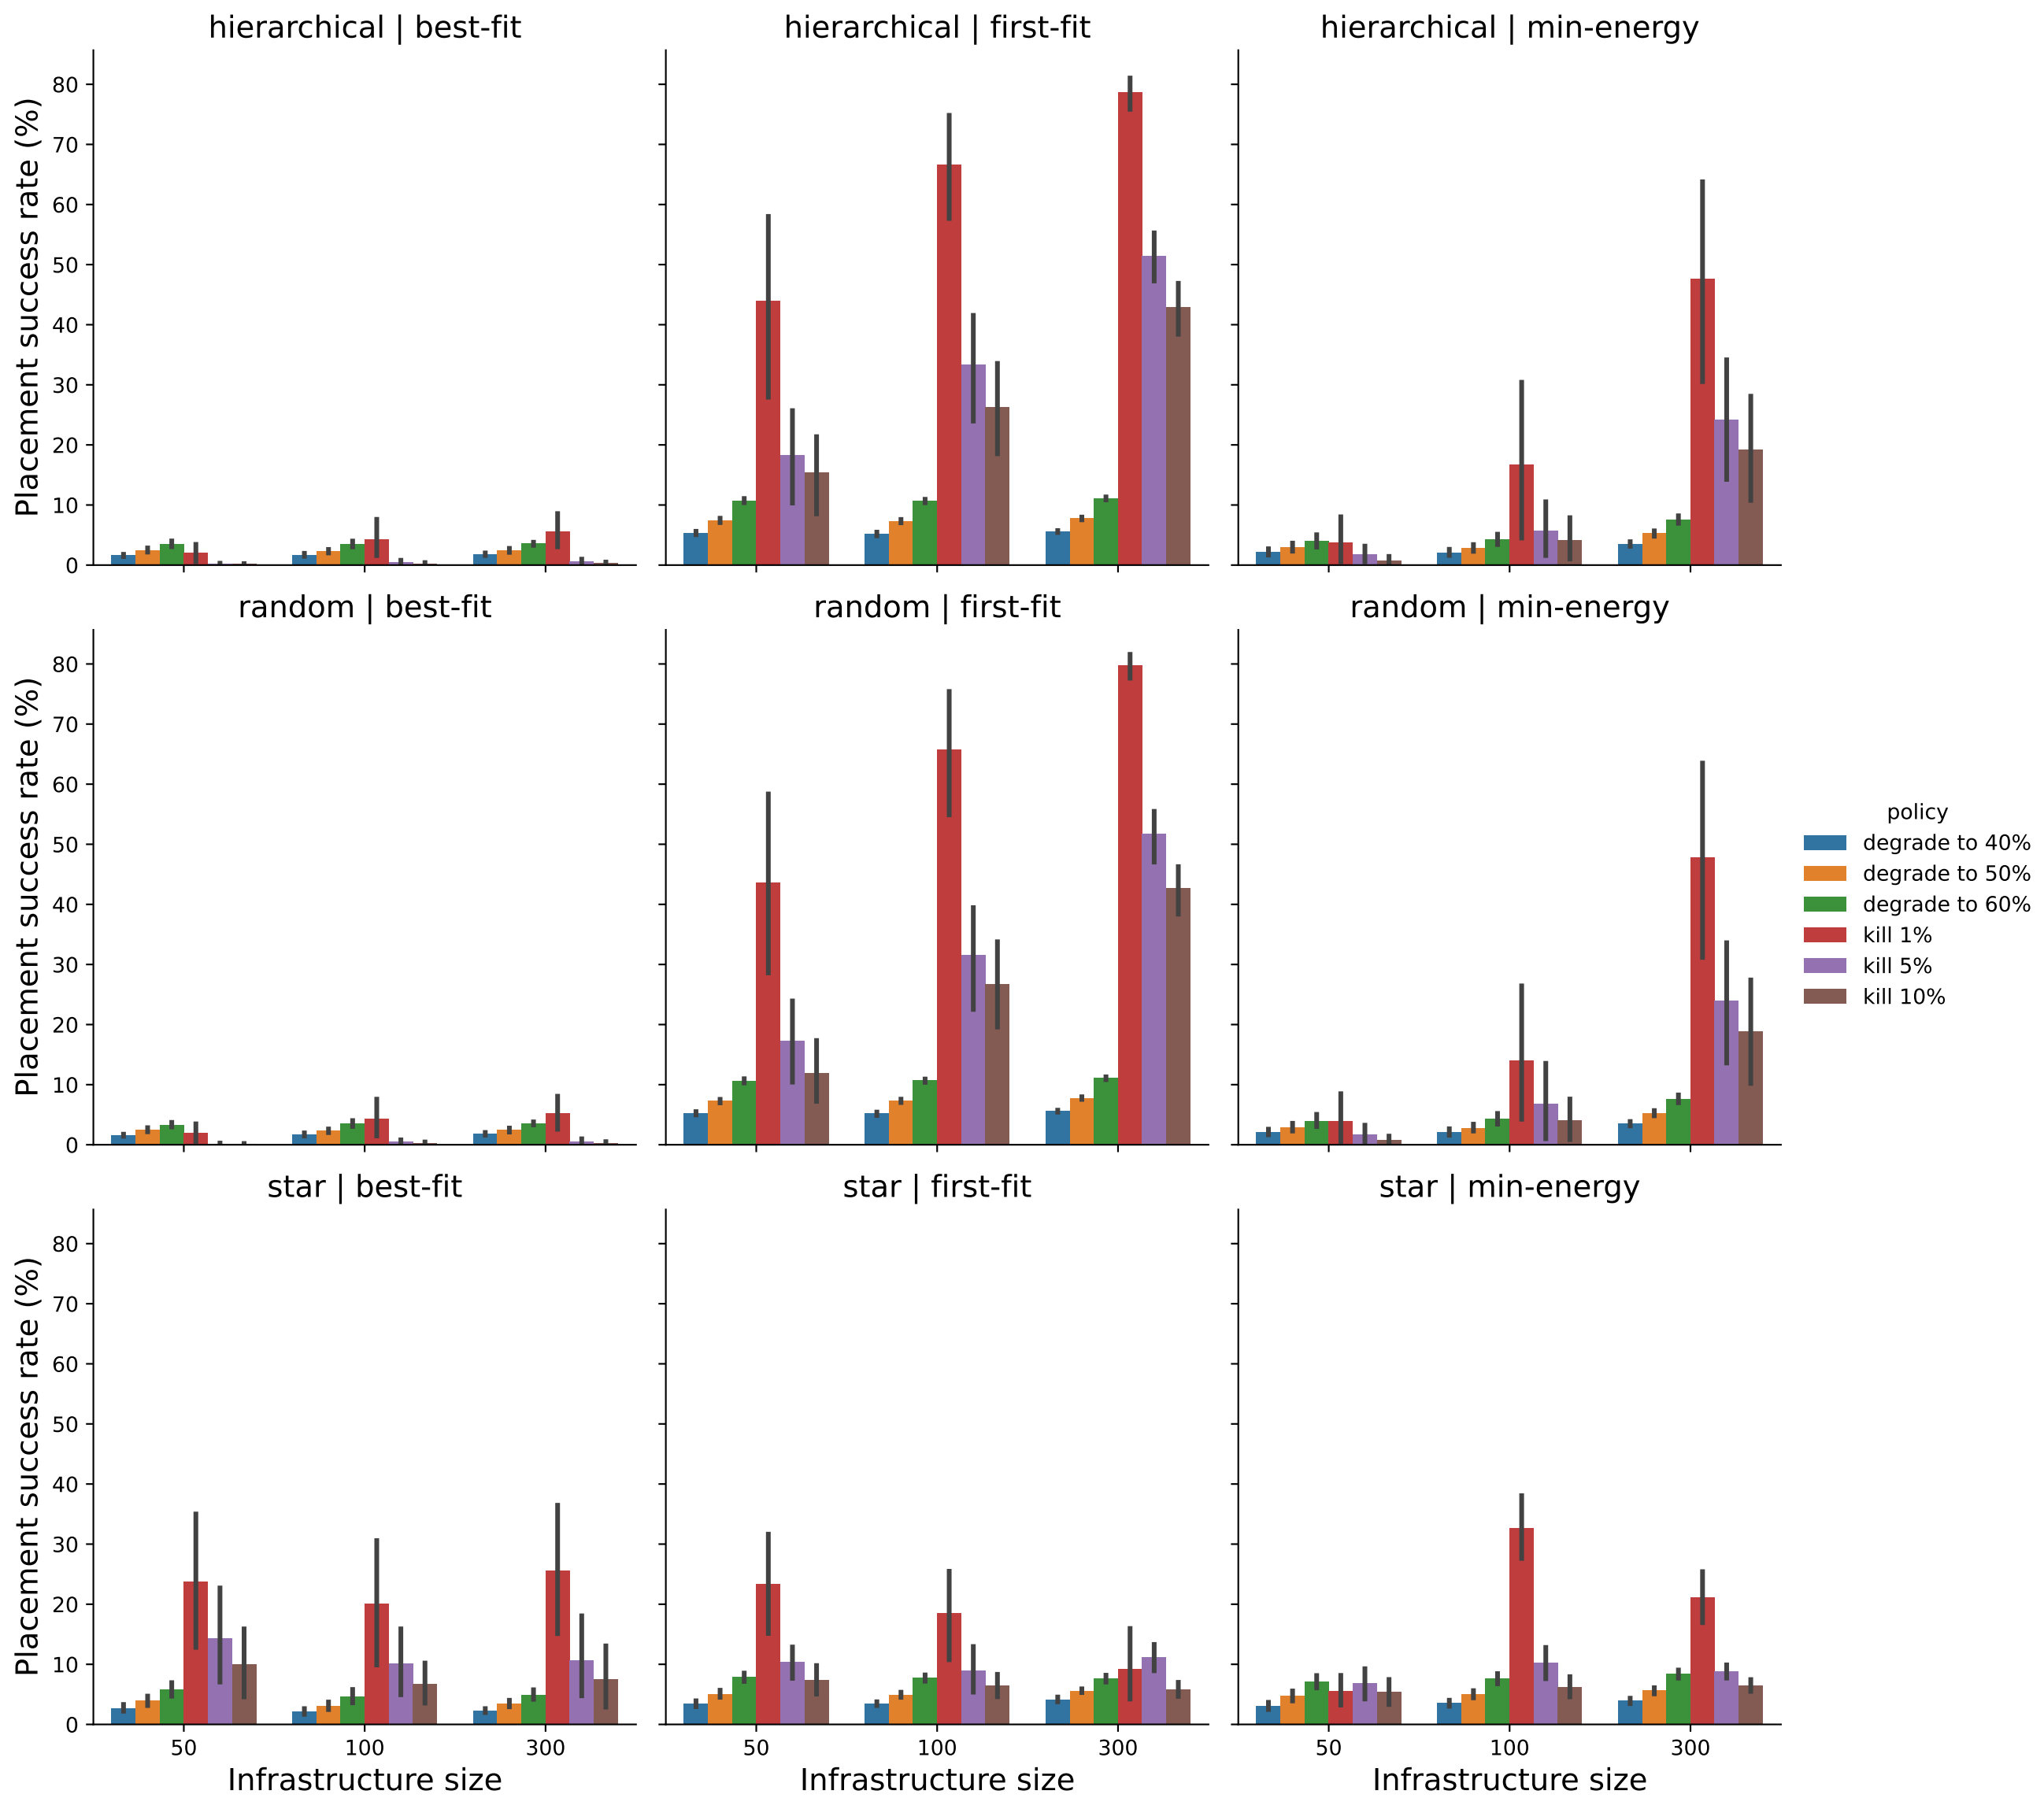 hierarchical | best-fit
hierarchical | first-fit
hierarchical | min-energy
Placement success rate (%)
80
70
60
50
40
30
20
10
0
random | best-fit
random | first-fit
random | min-energy
Placement success rate (%)
80
70
60
50
40
30
20
10
0
policy
degrade to 40%
degrade to 50%
degrade to 60%
kill 1%
kill 5%
kill 10%
star | best-fit
star | first-fit
star | min-energy
Placement success rate (%)
80
70
60
50
40
30
20
10
0
50 100 300
50 100 300
50 100 300
Infrastructure size
Infrastructure size
Infrastructure size